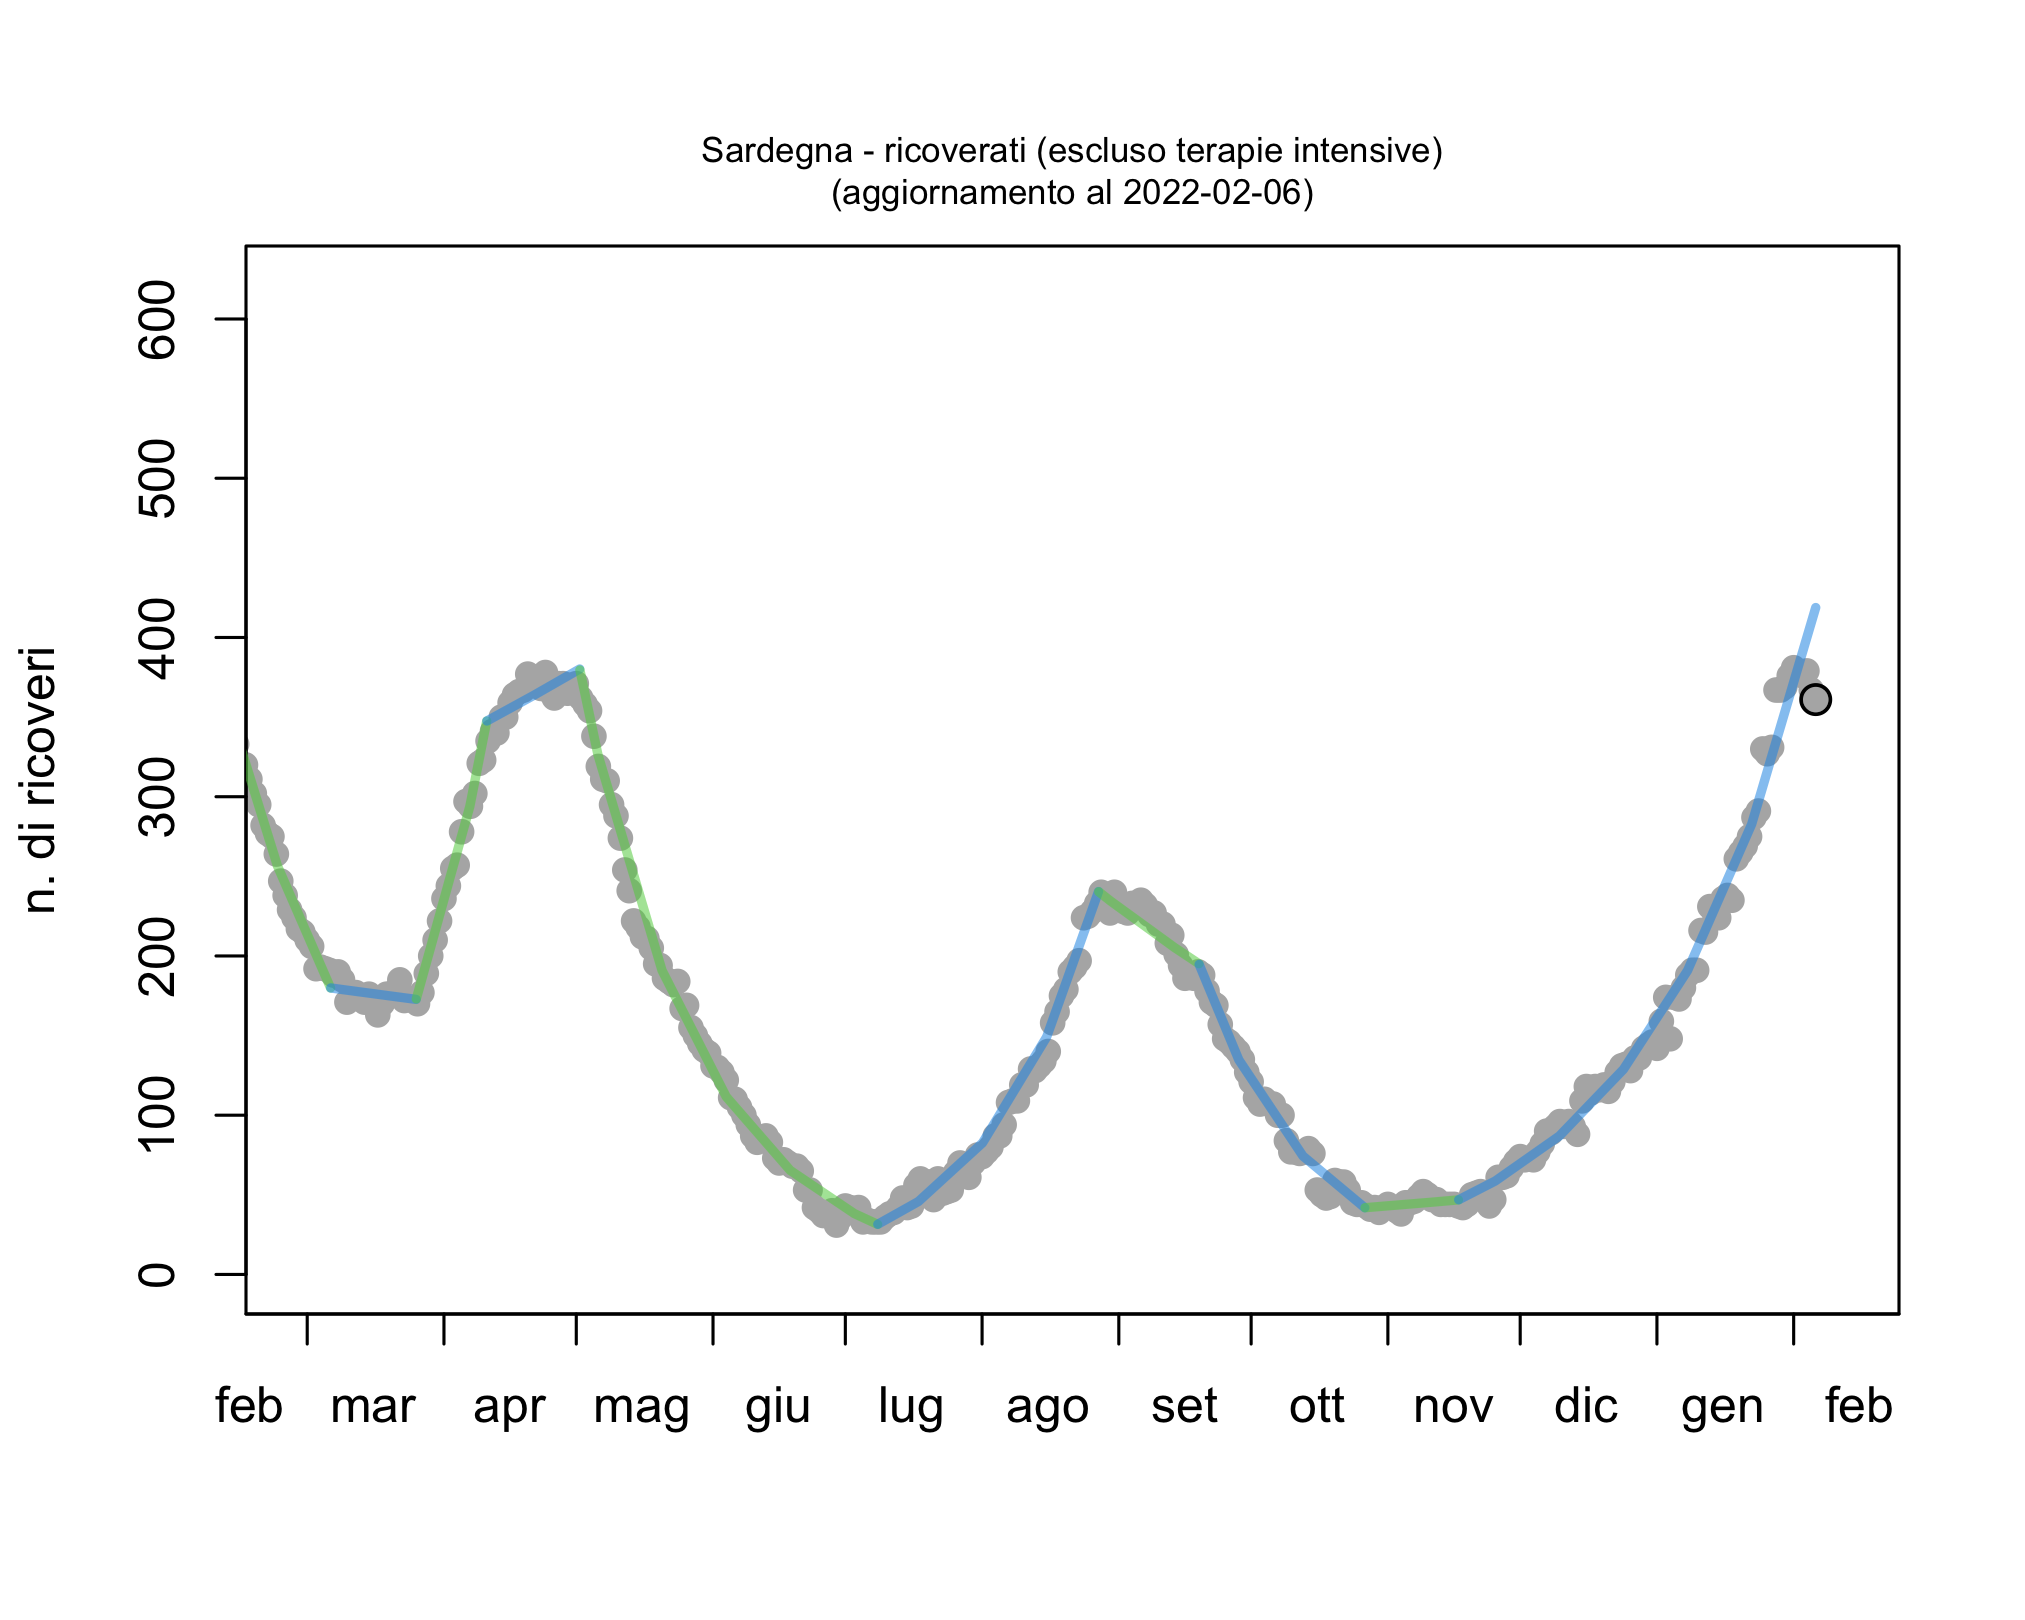 Sardegna - ricoverati (escluso terapie intensive)
(aggiornamento al 2022-02-06)
n. di ricoveri
600
500
400
300
200
100
0
feb mar apr mag giu lug ago set ott nov dic gen feb